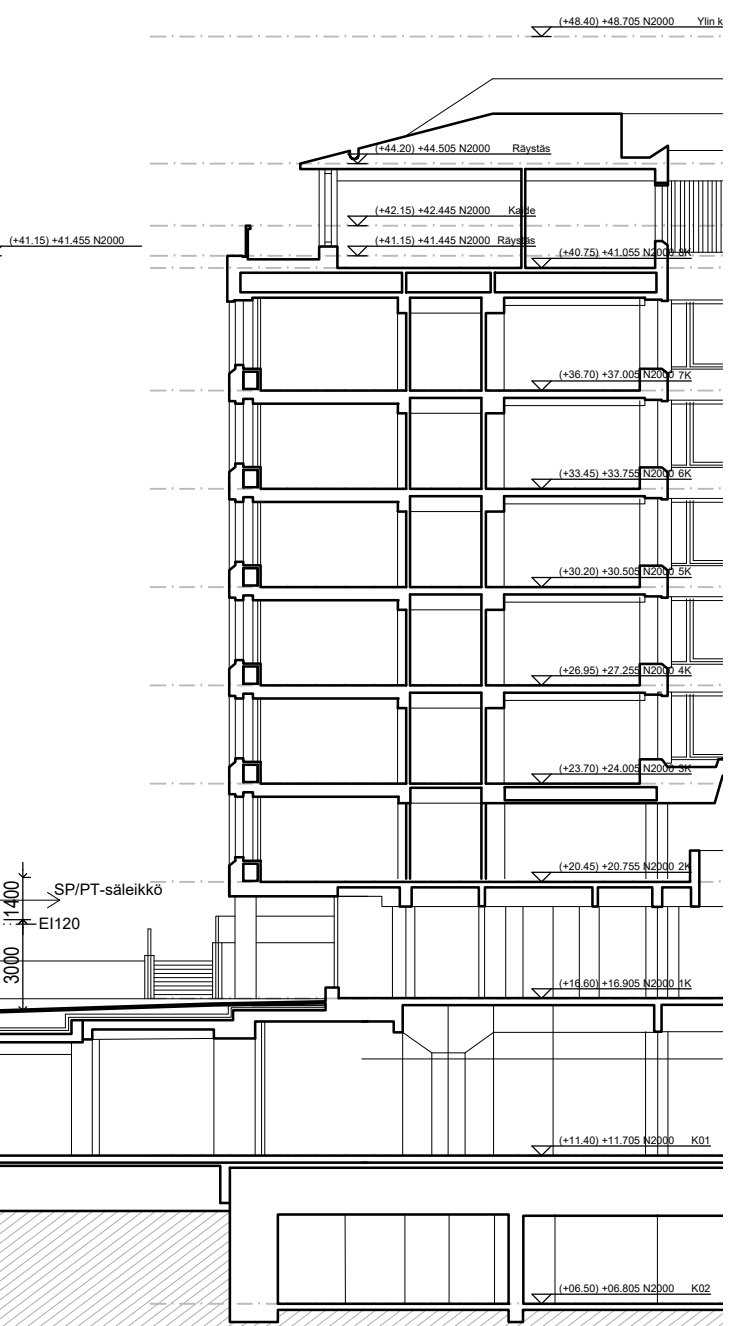 (+48.40) +48.705 N2000 Ylin k
(+44.20) +44.505 N2000 Räystäs
(+42.15) +42.445 N2000 Kaide
(+41.15) +41.455 N2000
(+41.15) +41.445 N2000 Räystäs
(+40.75) +41.055 N2000 8K
(+36.70) +37.005 N2000 7K
(+33.45) +33.755 N2000 6K
(+30.20) +30.505 N2000 5K
(+26.95) +27.255 N2000 4K
(+23.70) +24.005 N2000 3K
(+20.45) +20.755 N2000 2K
1400
SP/PT-säleikkö
EI120
3000
(+16.60) +16.905 N2000 1K
(+11.40) +11.705 N2000 K01
(+06.50) +06.805 N2000 K02